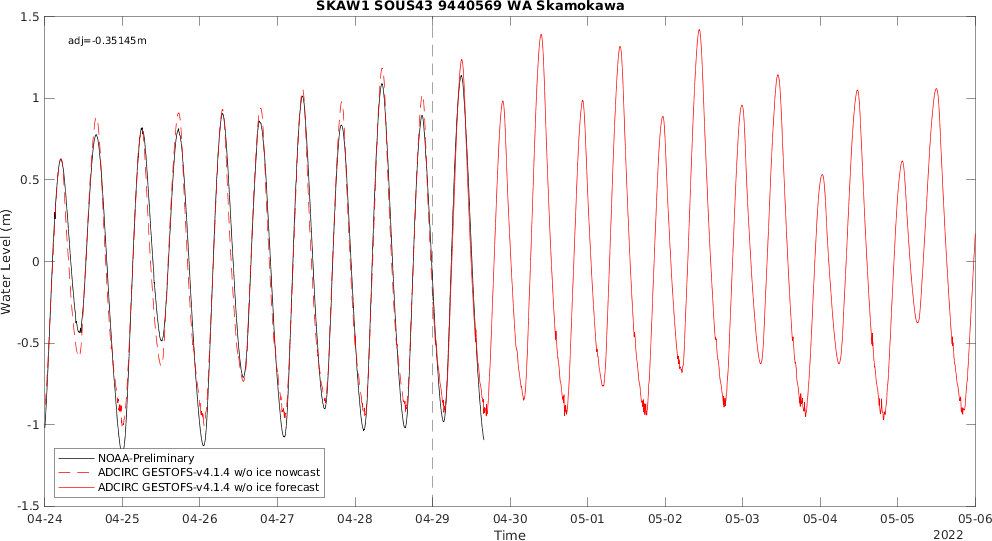 SKAW1 SOUS43 9440569 WA Skamokawa
adj=-0.35145m
1.5
1
0.5
0
-0.5
-1
-1.5
Water Level (m)
NOAA-Preliminary
ADCIRC GESTOFS-v4.1.4 w/o ice nowcast
ADCIRC GESTOFS-v4.1.4 w/o ice forecast
04-24 04-25 04-26 04-27 04-28 04-29 04-30 05-01 05-02 05-03 05-04 05-05 05-06
Time
2022